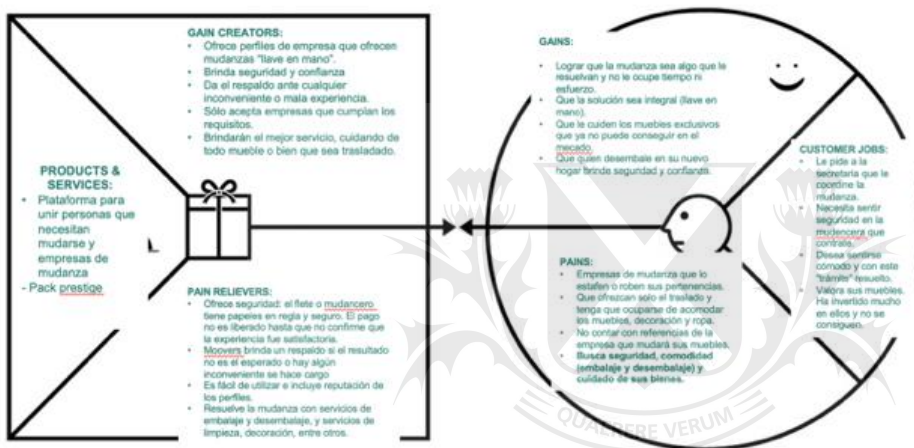 GAIN CREATORS:
• Ofrece perfiles de empresa que ofrecen
mudanzas "llave en mano".
• Brinda seguridad y confianza
• Da el respaldo ante cualquier
inconveniente o mala experiencia.
• Sólo acepta empresas que cumplan los
requisitos.
• Brindarán el mejor servicio, cuidando de
todo mueble o bien que sea trasladado.
PRODUCTS &
SERVICES:
• Plataforma para
unir personas que
necesitan
mudarse y
empresas de
mudanza
- Pack prestige
PAIN RELIEVERS:
• Ofrece seguridad: el flete o mudancero
tiene papeles en regla y seguro. El pago
no es liberado hasta que no confirme que
la experiencia fue satisfactoria.
• Moovers brinda un respaldo si el resultado
no es el esperado o hay algún
inconveniente se hace cargo
• Es fácil de utilizar e incluye reputación de
los perfiles.
• Resuelve la mudanza con servicios de
embalaje y desembalaje, y servicios de
limpieza, decoración, entre otros.
GAINS:
• Lograr que la mudanza sea algo que le
resuelvan y no le ocupe tiempo ni
esfuerzo.
• Que la solución sea integral (llave en
mano).
• Que le cuiden los muebles exclusivos
que ya no puede conseguir en el
mecado.
• Que quien desembale en su nuevo
hogar brinde seguridad y confianza.
PAINS:
• Empresas de mudanza que lo
estafen o roben sus pertenencias.
• Que ofrezcan solo el traslado y
tenga que ocuparse de acomodar
los muebles, decoración y ropa.
• No contar con referencias de la
empresa que mudará sus muebles.
• Busca seguridad, comodidad
(embalaje y desembalaje) y
cuidado de sus bienes.
CUSTOMER JOBS:
• Le pide a la
secretaria que le
coordine la
mudanza.
• Necesita sentir
seguridad en la
mudencera que
contrate.
• Desea sentirse
cómodo y con este
"trámite" resuelto.
• Valora sus muebles.
Ha invertido mucho
en ellos y no se
consiguen.
QUAERERE VERUM